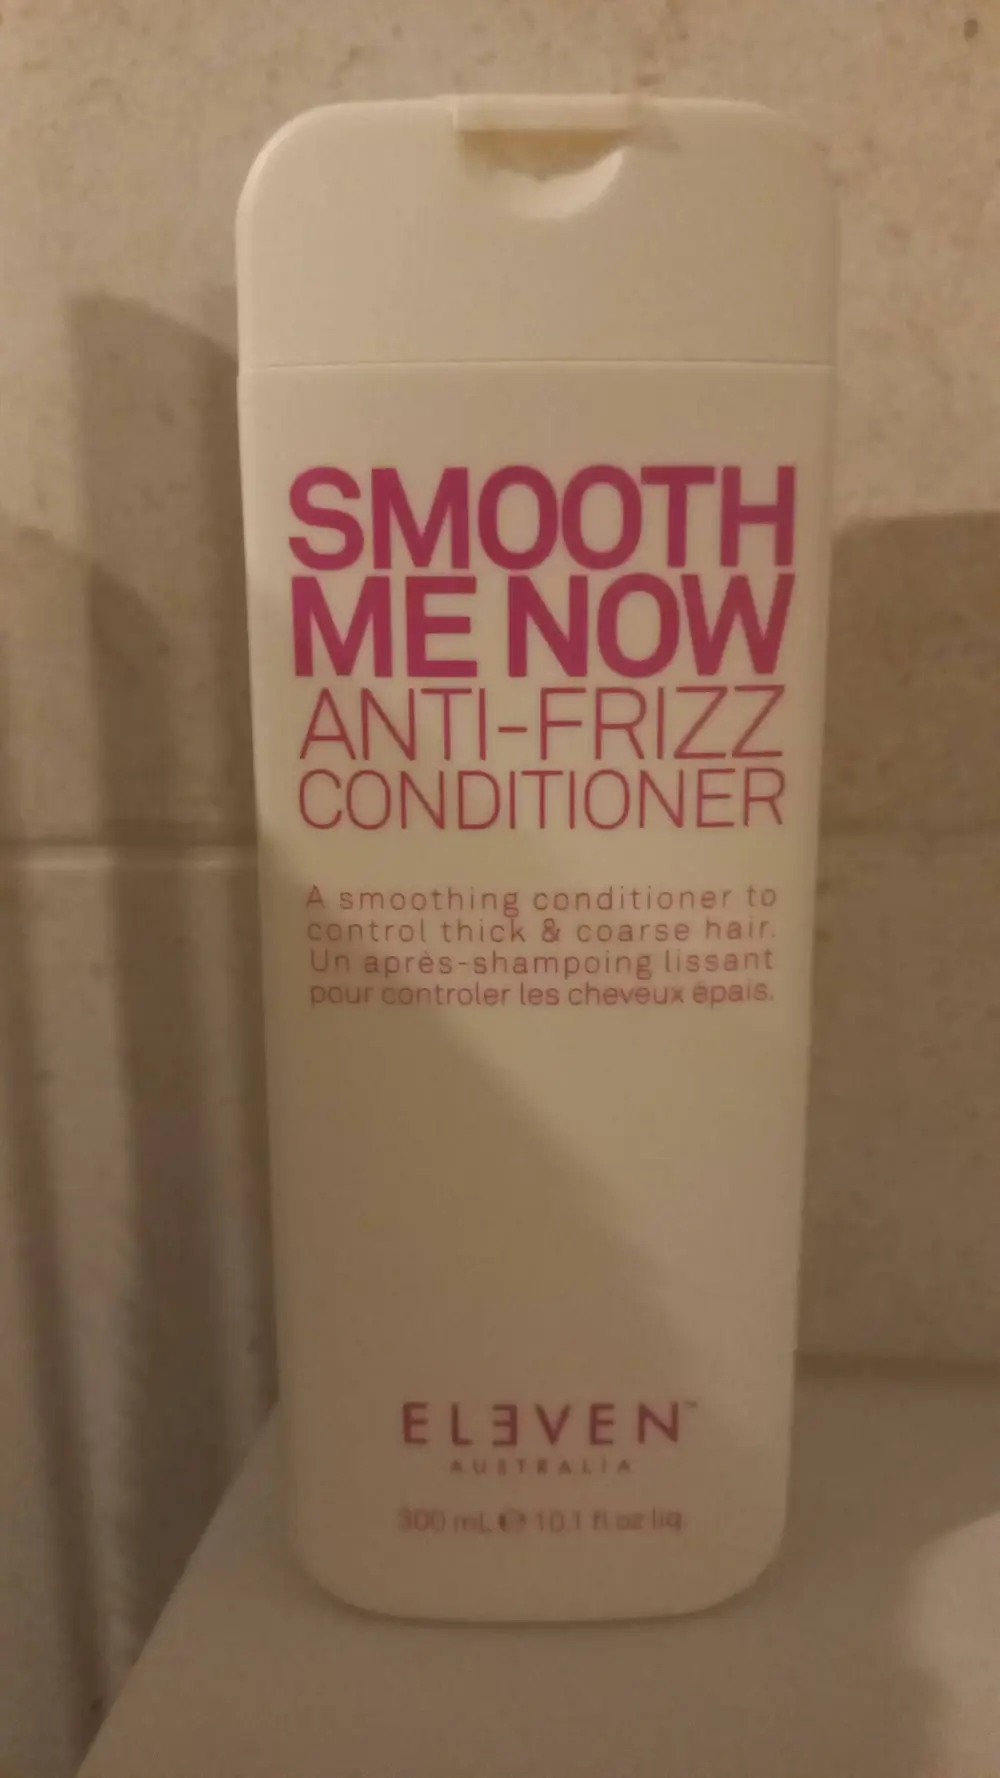 SMOOTH
ME NOW
ANTI-FRIZZ
CONDITIONER
A smoothing conditioner to
control thick & coarse hair.
Un après-shampoing lissant
pour controler les cheveux épais.
ELƎVEN™
AUSTRALIA
300 mL ℮ 10.1 fl oz liq